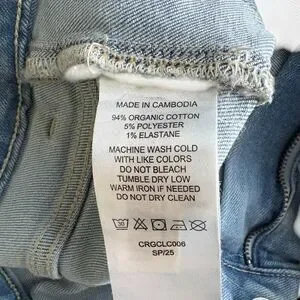 MADE IN CAMBODIA
94% ORGANIC COTTON
5% POLYESTER
1% ELASTANE
MACHINE WASH COLD
WITH LIKE COLORS
DO NOT BLEACH
TUMBLE DRY LOW
WARM IRON IF NEEDED
DO NOT DRY CLEAN
CRGCLC006
SP/25